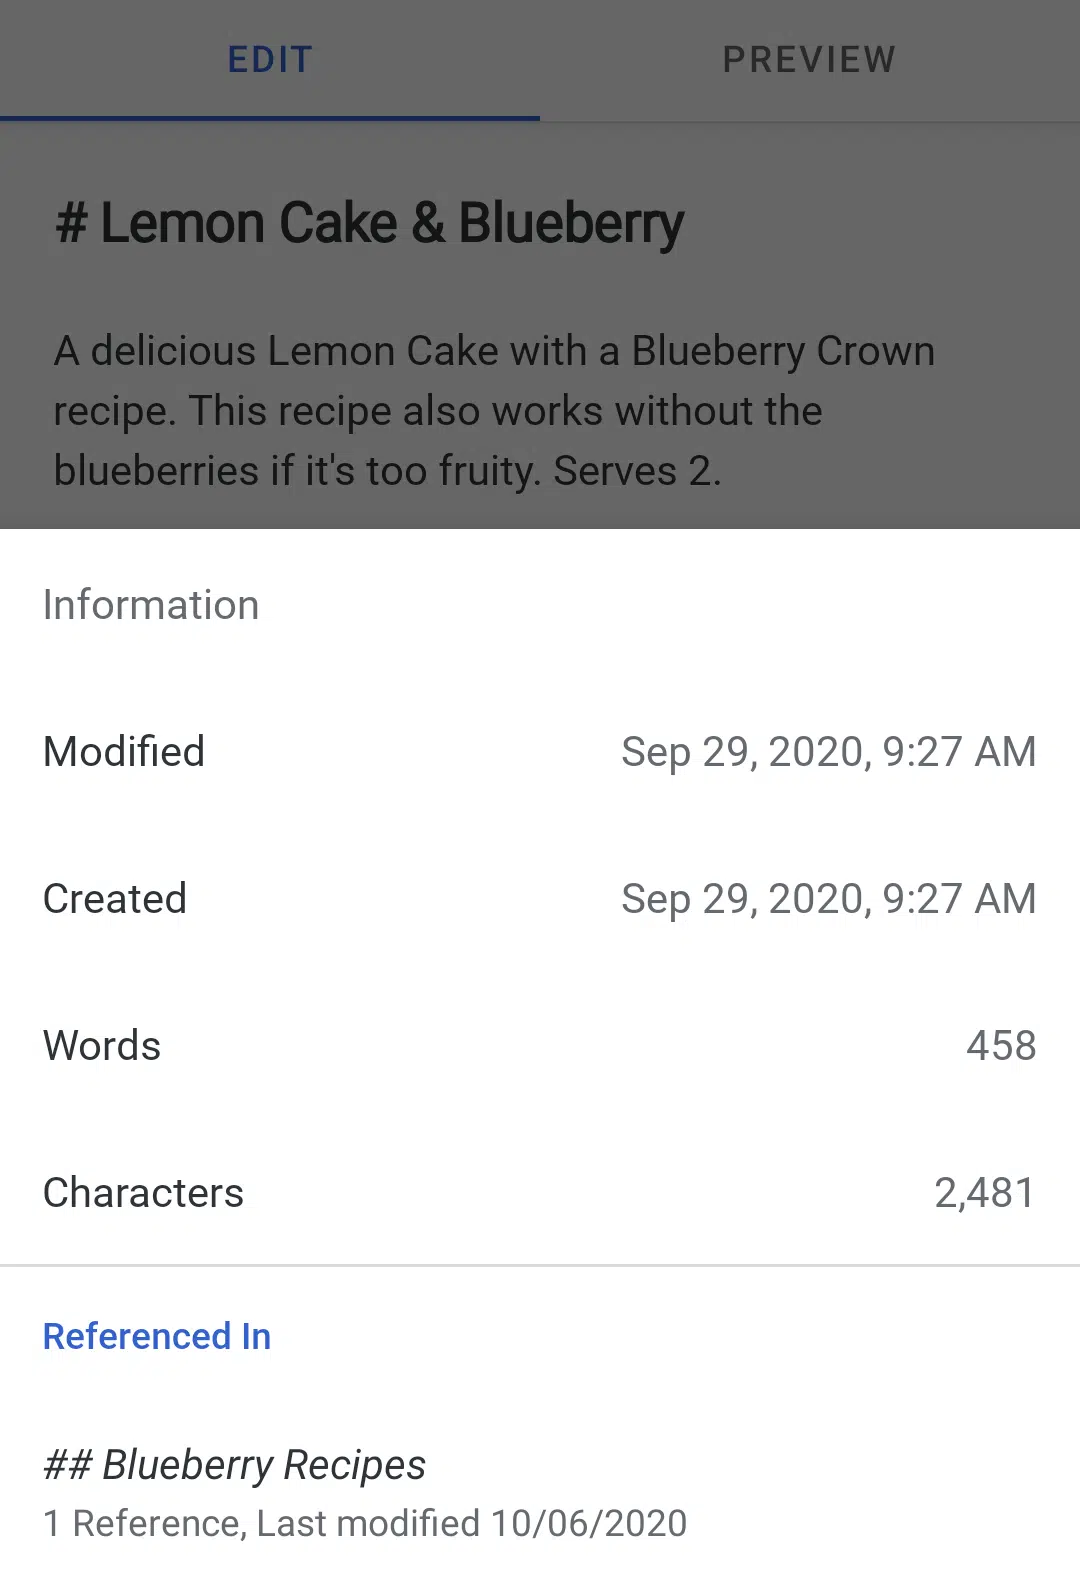 EDIT PREVIEW
# Lemon Cake & Blueberry
A delicious Lemon Cake with a Blueberry Crown
recipe. This recipe also works without the
blueberries if it's too fruity. Serves 2.
Information
Modified Sep 29, 2020, 9:27 AM
Created Sep 29, 2020, 9:27 AM
Words 458
Characters 2,481
Referenced In
## Blueberry Recipes
1 Reference, Last modified 10/06/2020